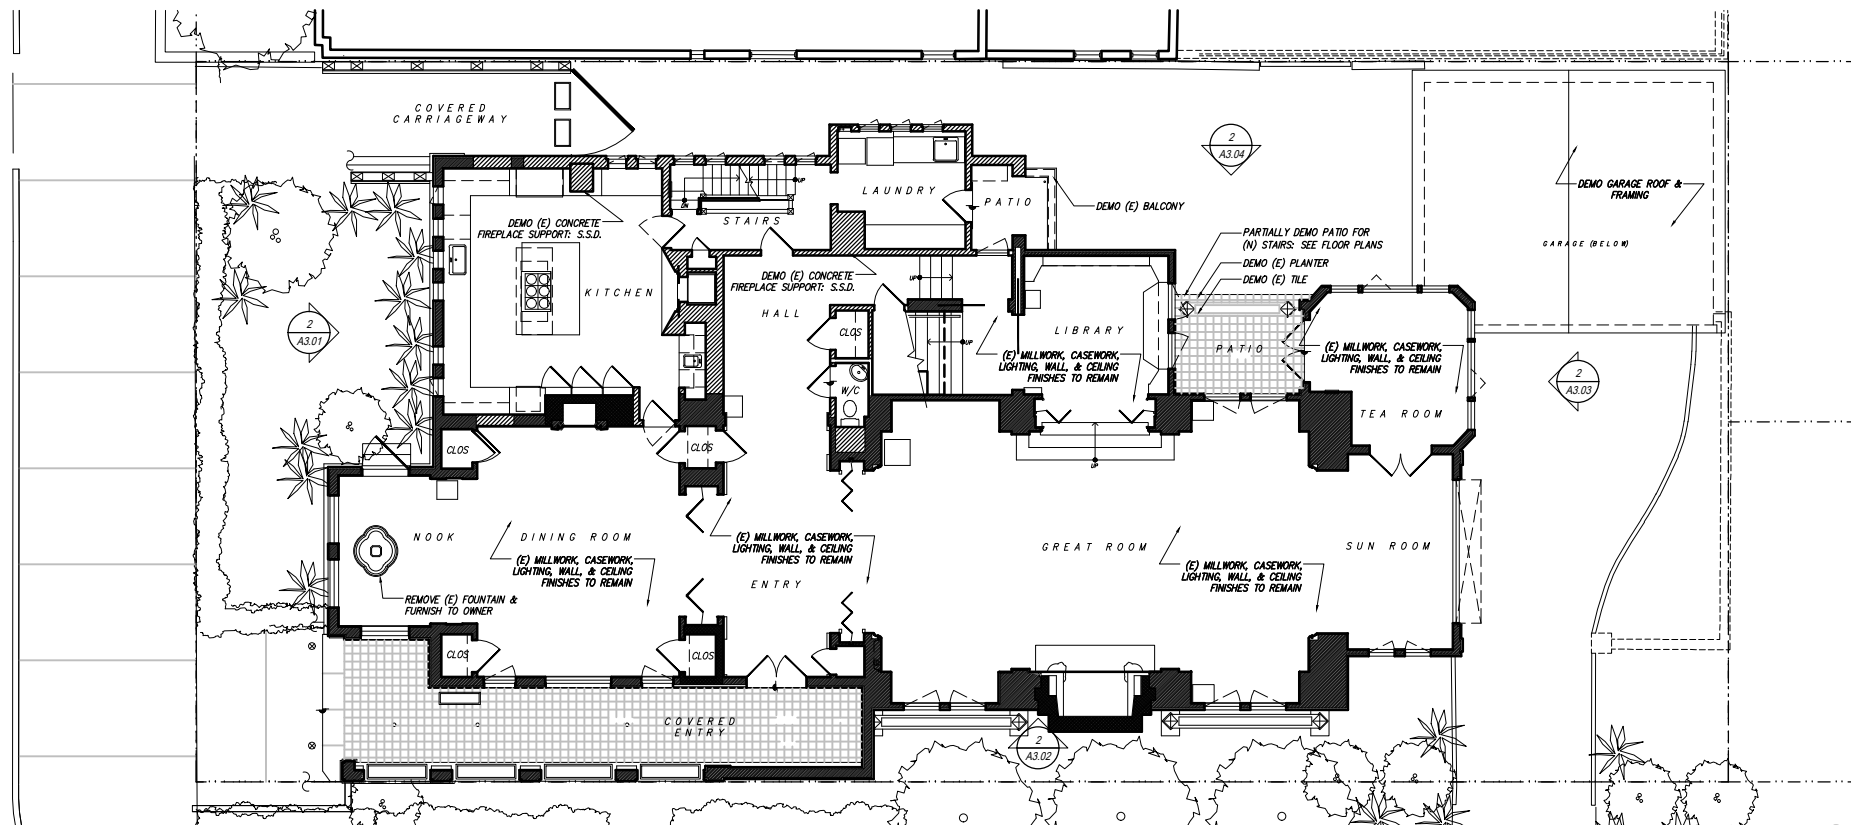 COVERED
CARRIAGEWAY
2
A3.04
DEMO GARAGE ROOF &
FRAMING
GARAGE (BELOW)
UP
DN
STAIRS
LAUNDRY
PATIO
DEMO (E) BALCONY
DEMO (E) CONCRETE
FIREPLACE SUPPORT: S.S.D.
PARTIALLY DEMO PATIO FOR
(N) STAIRS: SEE FLOOR PLANS
DEMO (E) PLANTER
DEMO (E) TILE
KITCHEN
DEMO (E) CONCRETE
FIREPLACE SUPPORT: S.S.D.
UP
HALL
CLOS
LIBRARY
UP
PATIO
2
A3.01
(E) MILLWORK, CASEWORK,
LIGHTING, WALL, & CEILING
FINISHES TO REMAIN
(E) MILLWORK, CASEWORK,
LIGHTING, WALL, & CEILING
FINISHES TO REMAIN
2
A3.03
W/C
TEA ROOM
CLOS
CLOS
UP
NOOK
DINING ROOM
(E) MILLWORK, CASEWORK,
LIGHTING, WALL, & CEILING
FINISHES TO REMAIN
(E) MILLWORK, CASEWORK,
LIGHTING, WALL, & CEILING
FINISHES TO REMAIN
ENTRY
GREAT ROOM
SUN ROOM
(E) MILLWORK, CASEWORK,
LIGHTING, WALL, & CEILING
FINISHES TO REMAIN
REMOVE (E) FOUNTAIN &
FURNISH TO OWNER
CLOS
CLOS
COVERED
ENTRY
2
A3.02